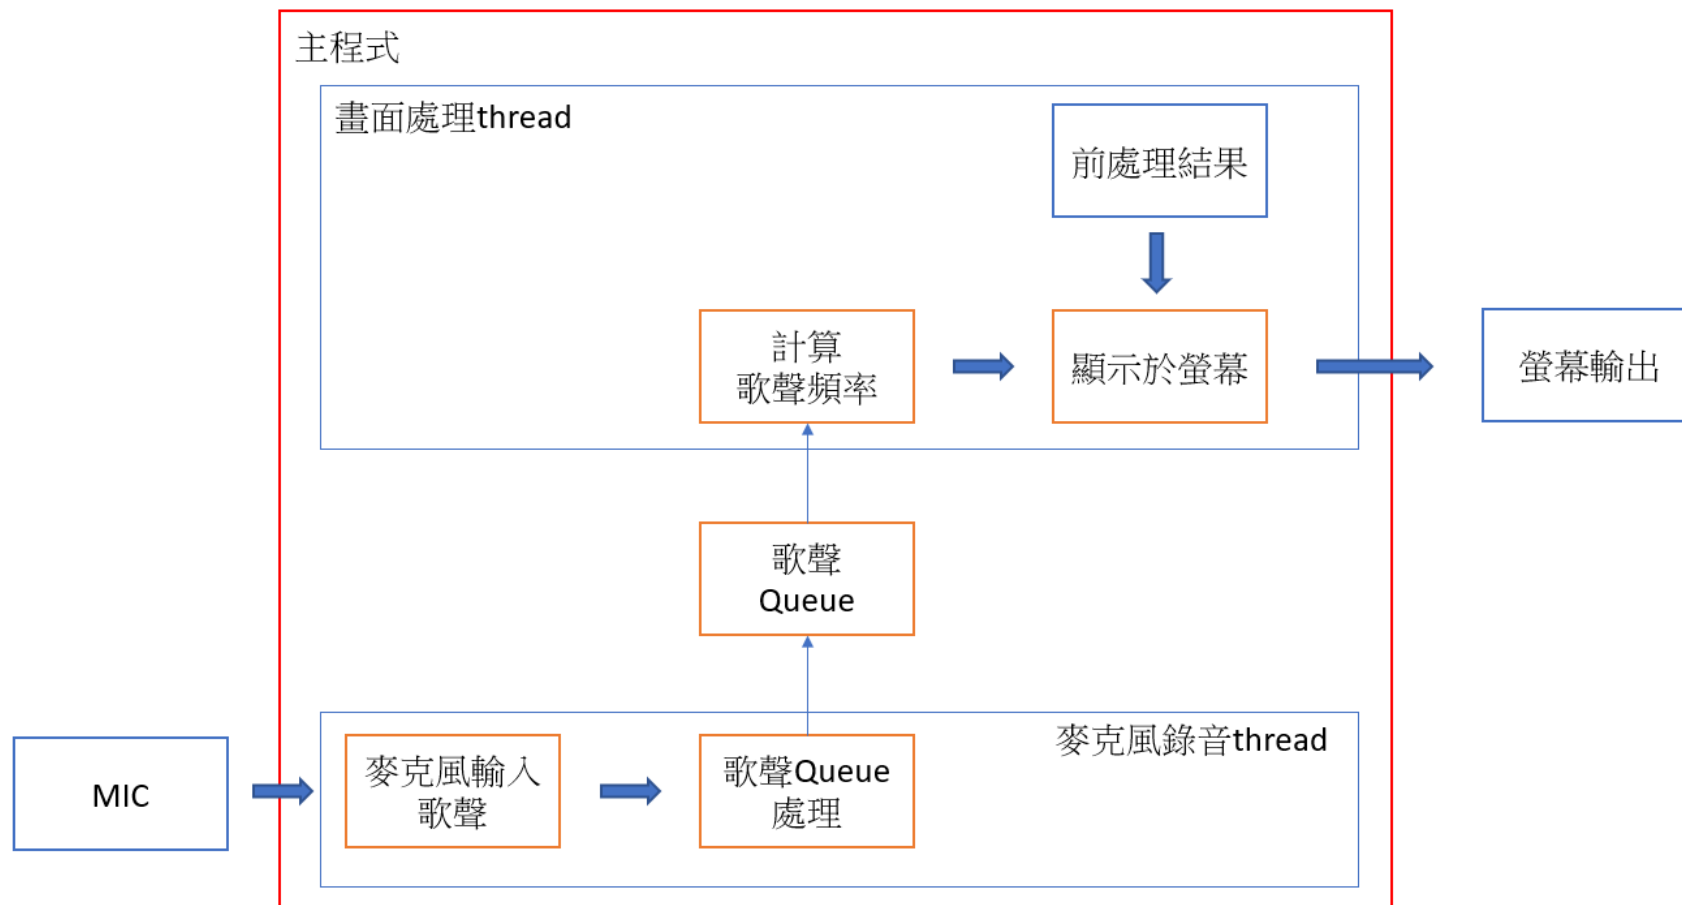 主程式
畫面處理thread
前處理結果
計算
歌聲頻率
顯示於螢幕
螢幕輸出
歌聲
Queue
麥克風錄音thread
MIC
麥克風輸入
歌聲
歌聲Queue
處理